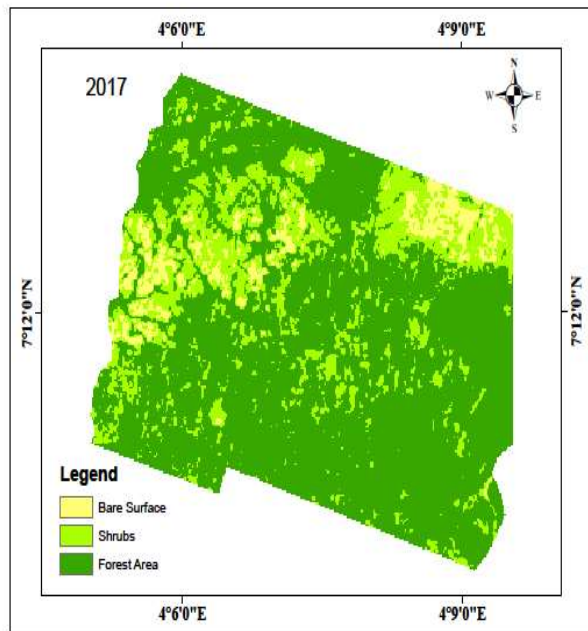 4°6'0"E 4°9'0"E
2017
N
W E
S
7°12'0"N 7°12'0"N
Legend
Bare Surface
Shrubs
Forest Area
4°6'0"E 4°9'0"E